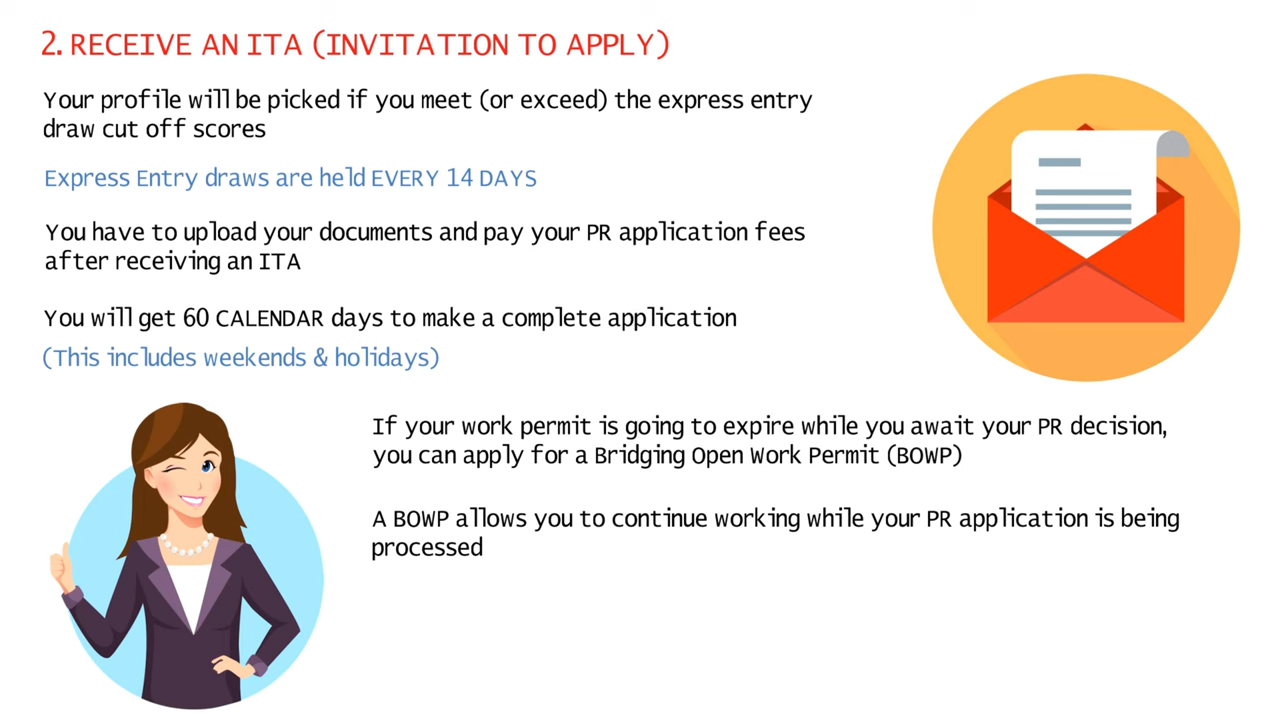 2. RECEIVE AN ITA (INVITATION TO APPLY)
Your profile will be picked if you meet (or exceed) the express entry
draw cut off scores
Express Entry draws are held EVERY 14 DAYS
You have to upload your documents and pay your PR application fees
after receiving an ITA
You will get 60 CALENDAR days to make a complete application
(This includes weekends & holidays)
If your work permit is going to expire while you await your PR decision,
you can apply for a Bridging Open Work Permit (BOWP)
A BOWP allows you to continue working while your PR application is being
processed